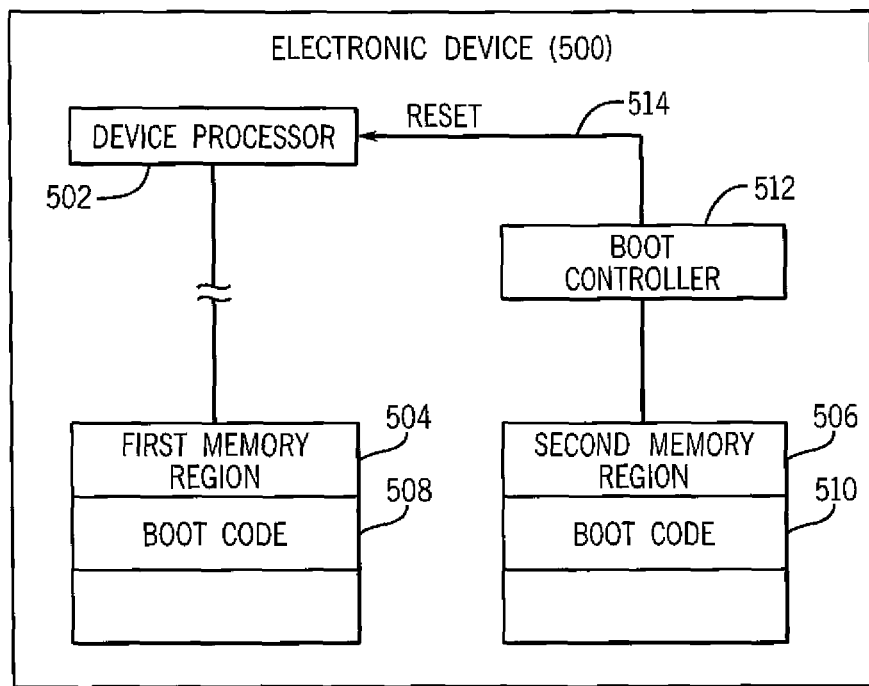 ELECTRONIC DEVICE (500)
514
RESET
DEVICE PROCESSOR
502
512
BOOT
CONTROLLER
504
FIRST MEMORY
REGION
508
BOOT CODE
506
SECOND MEMORY
REGION
510
BOOT CODE